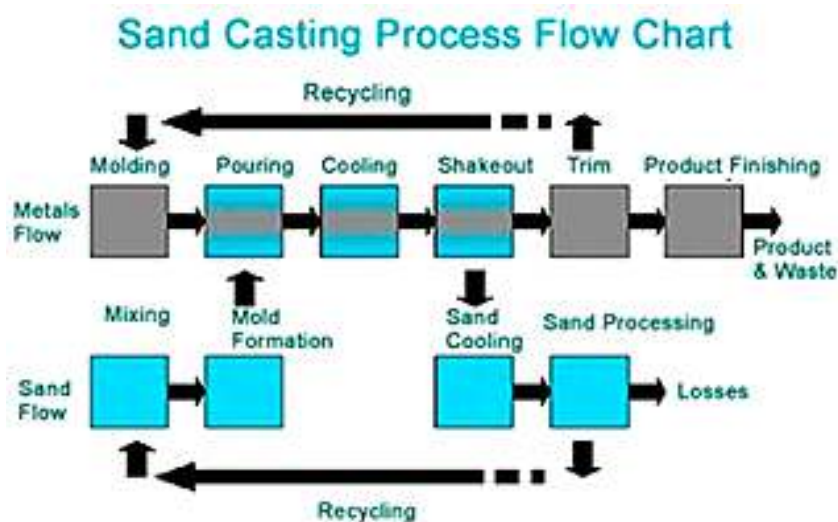 Sand Casting Process Flow Chart
Recycling
Molding Pouring Cooling Shakeout Trim Product Finishing
Metals
Flow
Product
& Waste
Mixing Mold
Formation
Sand
Cooling
Sand Processing
Sand
Flow
Losses
Recycling